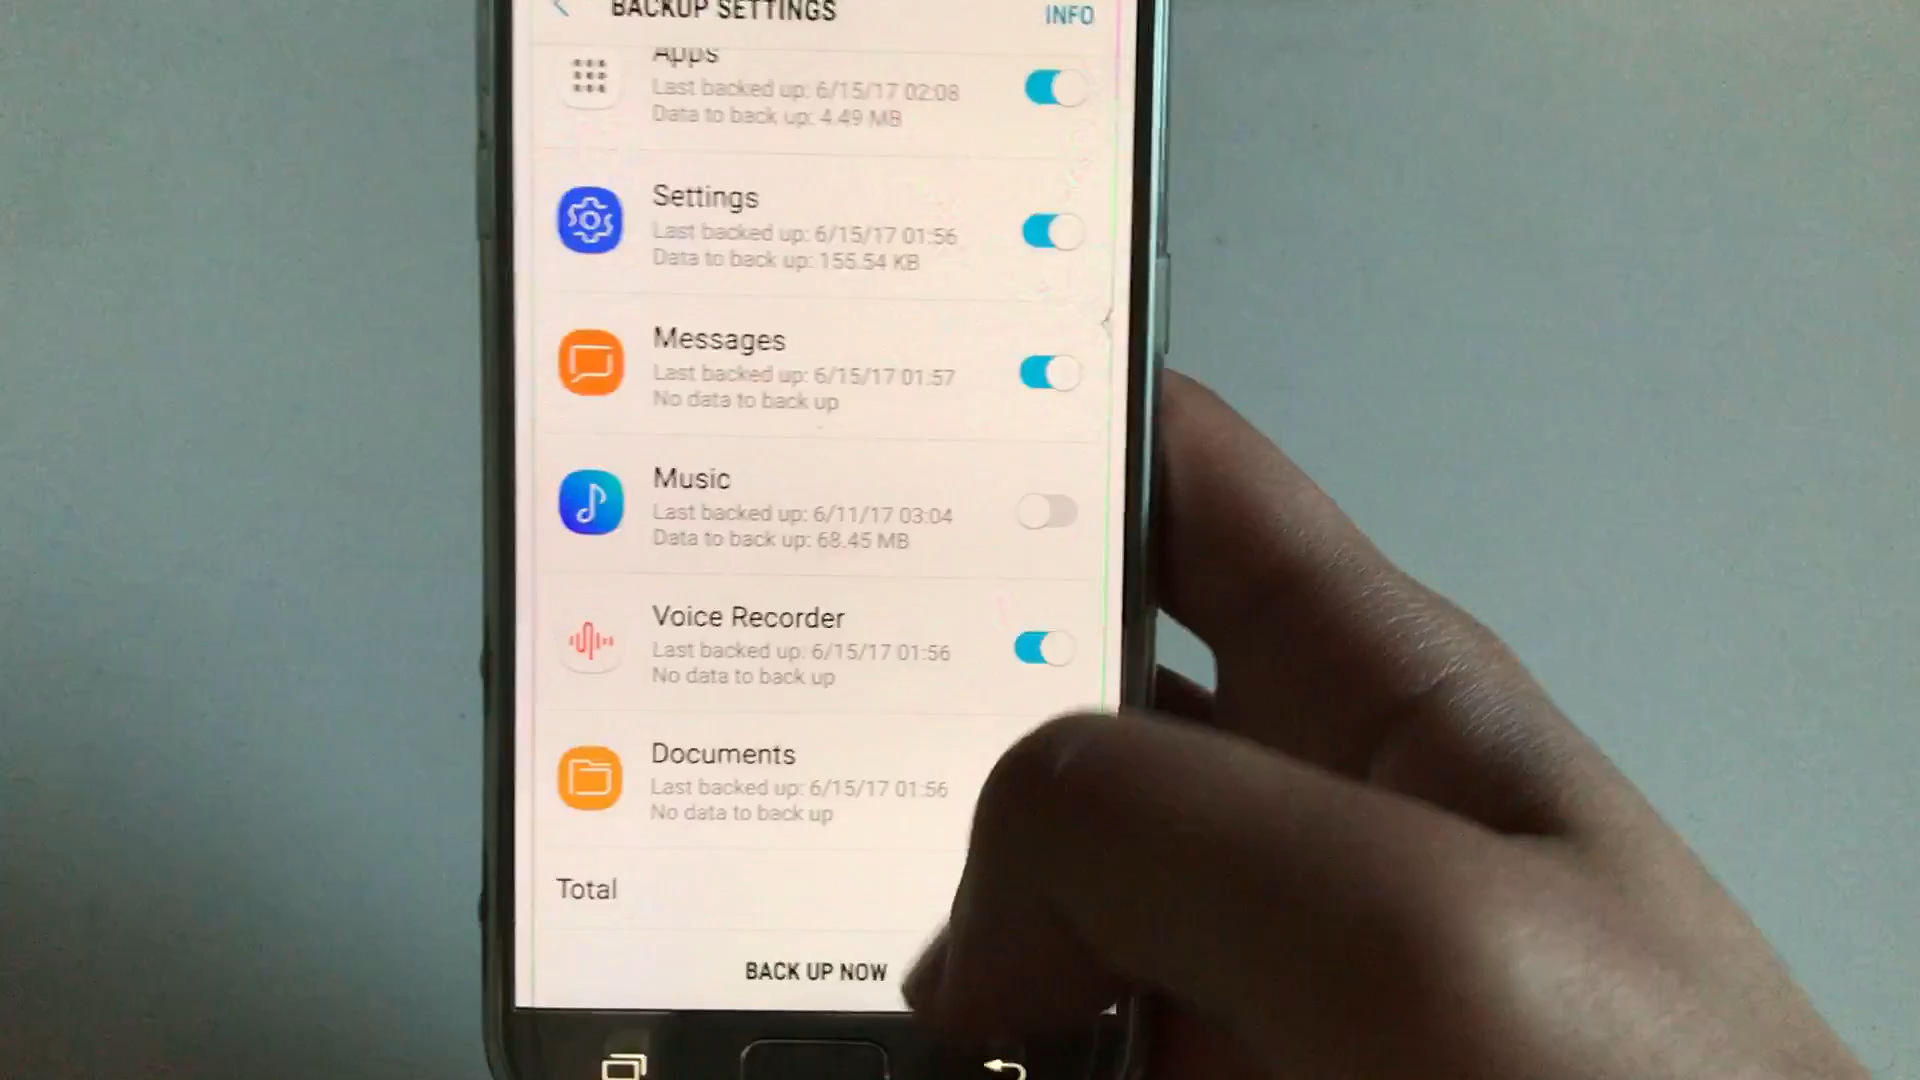 BACKUP SETTINGS
INFO
Apps
Last backed up: 6/15/17 02:08
Data to back up: 4.49 MB
Settings
Last backed up: 6/15/17 01:56
Data to back up: 155.54 KB
Messages
Last backed up: 6/15/17 01:57
No data to back up
Music
Last backed up: 6/11/17 03:04
Data to back up: 68.45 MB
Voice Recorder
Last backed up: 6/15/17 01:56
No data to back up
Documents
Last backed up: 6/15/17 01:56
No data to back up
Total
BACK UP NOW